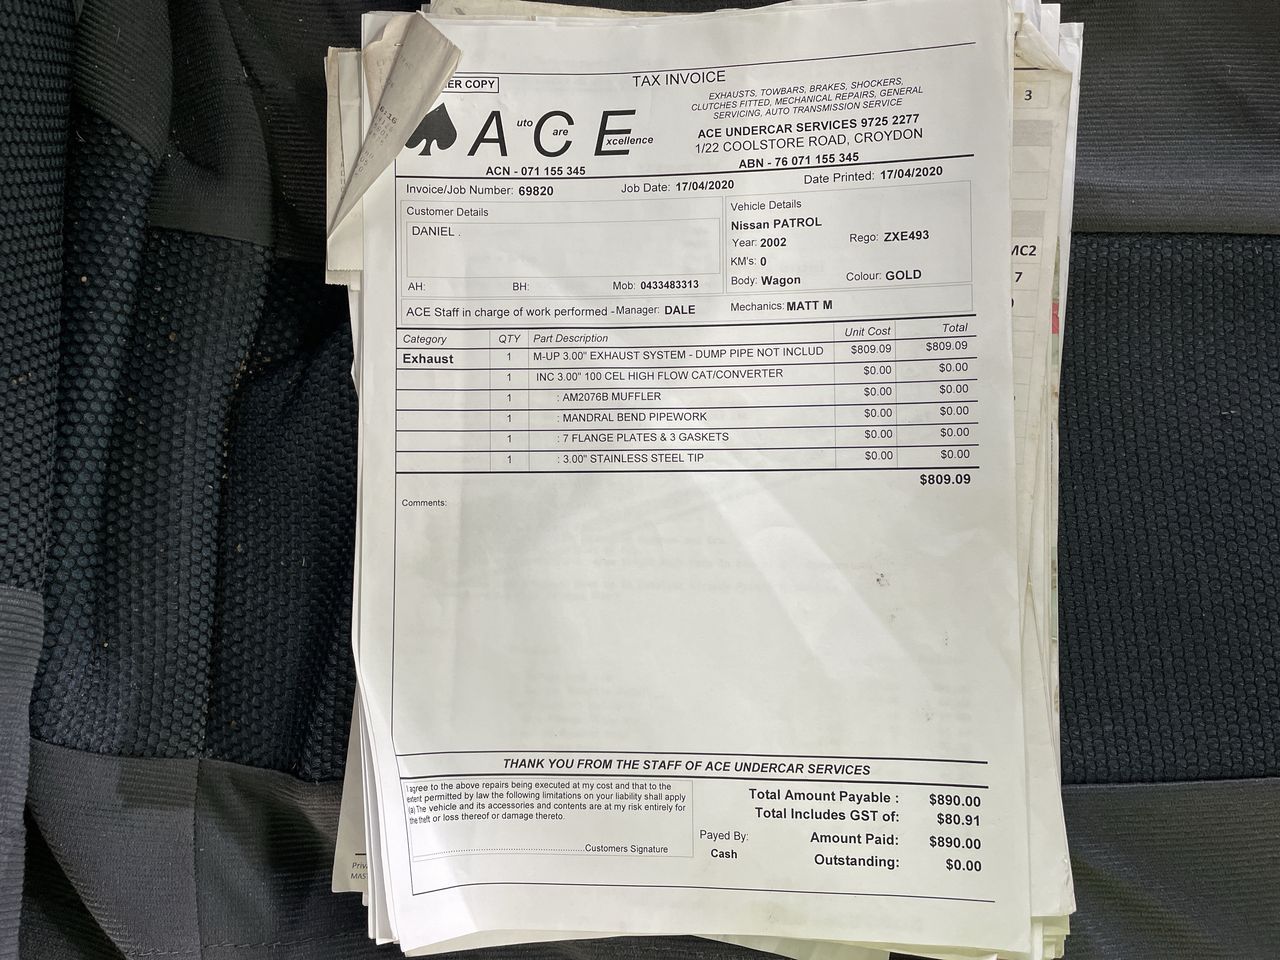 ER COPY
TAX INVOICE
EXHAUSTS, TOWBARS, BRAKES, SHOCKERS,
CLUTCHES FITTED, MECHANICAL REPAIRS, GENERAL
SERVICING, AUTO TRANSMISSION SERVICE
Auto Care Excellence
ACE UNDERCAR SERVICES 9725 2277
1/22 COOLSTORE ROAD, CROYDON
ACN - 071 155 345
ABN - 76 071 155 345
Invoice/Job Number: 69820 Job Date: 17/04/2020 Date Printed: 17/04/2020
Customer Details
DANIEL .
AH: BH: Mob: 0433483313
Vehicle Details
Nissan PATROL
Year: 2002 Rego: ZXE493
KM's: 0
Body: Wagon Colour: GOLD
ACE Staff in charge of work performed - Manager: DALE Mechanics: MATT M
Category QTY Part Description Unit Cost Total
Exhaust 1 M-UP 3.00" EXHAUST SYSTEM - DUMP PIPE NOT INCLUD $809.09 $809.09
1 INC 3.00" 100 CEL HIGH FLOW CAT/CONVERTER $0.00 $0.00
1 : AM2076B MUFFLER $0.00 $0.00
1 : MANDRAL BEND PIPEWORK $0.00 $0.00
1 : 7 FLANGE PLATES & 3 GASKETS $0.00 $0.00
1 : 3.00" STAINLESS STEEL TIP $0.00 $0.00
$809.09
Comments:
THANK YOU FROM THE STAFF OF ACE UNDERCAR SERVICES
I agree to the above repairs being executed at my cost and that to the
extent permitted by law the following limitations on your liability shall apply
(a) The vehicle and its accessories and contents are at my risk entirely for
the theft or loss thereof or damage thereto.
Customers Signature
Payed By:
Cash
Total Amount Payable : $890.00
Total Includes GST of: $80.91
Amount Paid: $890.00
Outstanding: $0.00
3
MC2
7